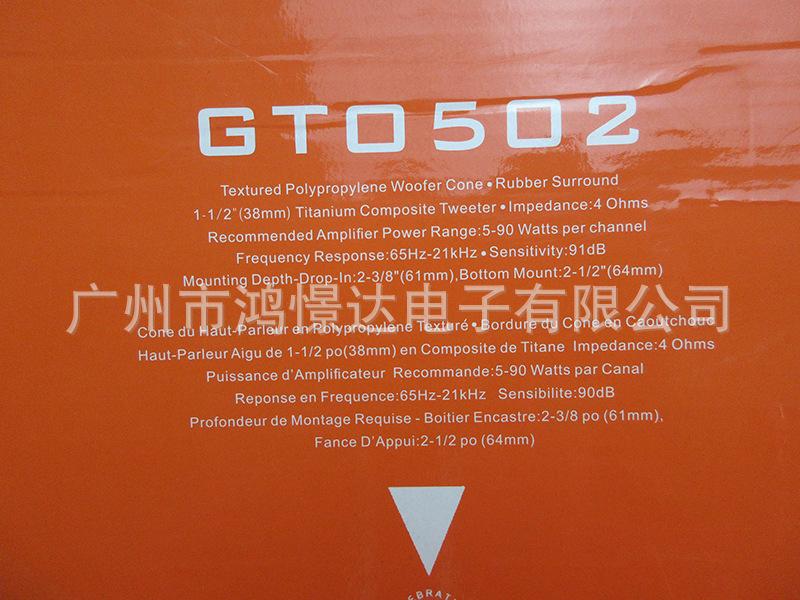 GTO502
Textured Polypropylene Woofer Cone • Rubber Surround
1-1/2"(38mm) Titanium Composite Tweeter • Impedance:4 Ohms
Recommended Amplifier Power Range:5-90 Watts per channel
Frequency Response:65Hz-21kHz • Sensitivity:91dB
Mounting Depth-Drop-In:2-3/8"(61mm),Bottom Mount:2-1/2"(64mm)
广州市鸿憬达电子有限公司
Cone du Haut-Parleur en Polypropylene Texturé • Bordure du Cone en Caoutchouc
Haut-Parleur Aigu de 1-1/2 po(38mm) en Composite de Titane Impedance:4 Ohms
Puissance d'Amplificateur Recommande:5-90 Watts par Canal
Reponse en Frequence:65Hz-21kHz Sensibilite:90dB
Profondeur de Montage Requise - Boitier Encastre:2-3/8 po (61mm),
Fance D'Appui:2-1/2 po (64mm)